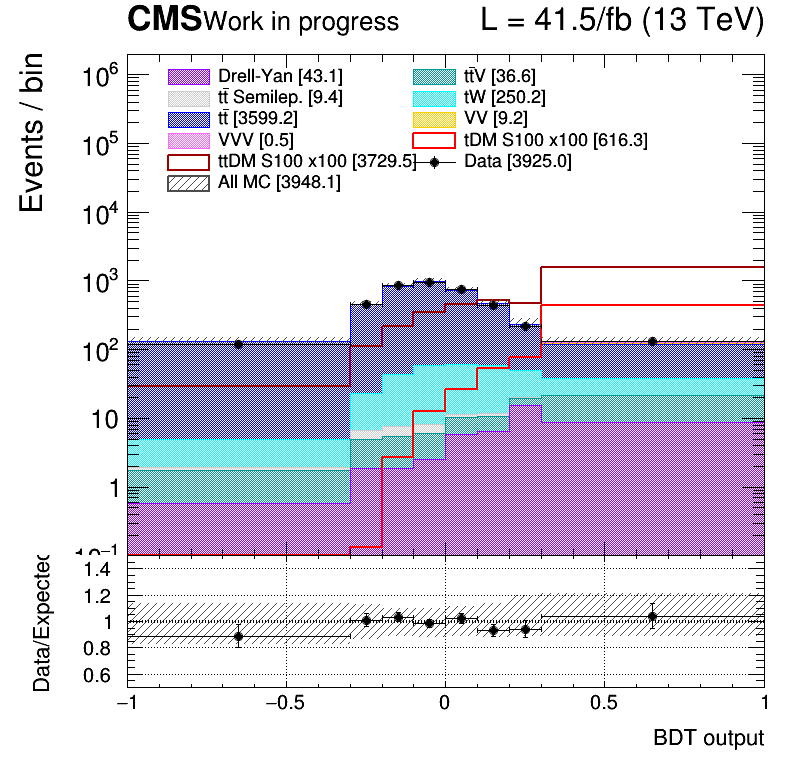 CMS Work in progress L = 41.5/fb (13 TeV)
Events / bin
Drell-Yan [43.1] tt̄V [36.6]
tt̄ Semilep. [9.4] tW [250.2]
tt̄ [3599.2] VV [9.2]
VVV [0.5] tDM S100 x100 [616.3]
ttDM S100 x100 [3729.5] Data [3925.0]
All MC [3948.1]
10⁶
10⁵
10⁴
10³
10²
10
1
10⁻¹
Data/Expected
1.4
1.2
1
0.8
0.6
−1 −0.5 0 0.5 1
BDT output